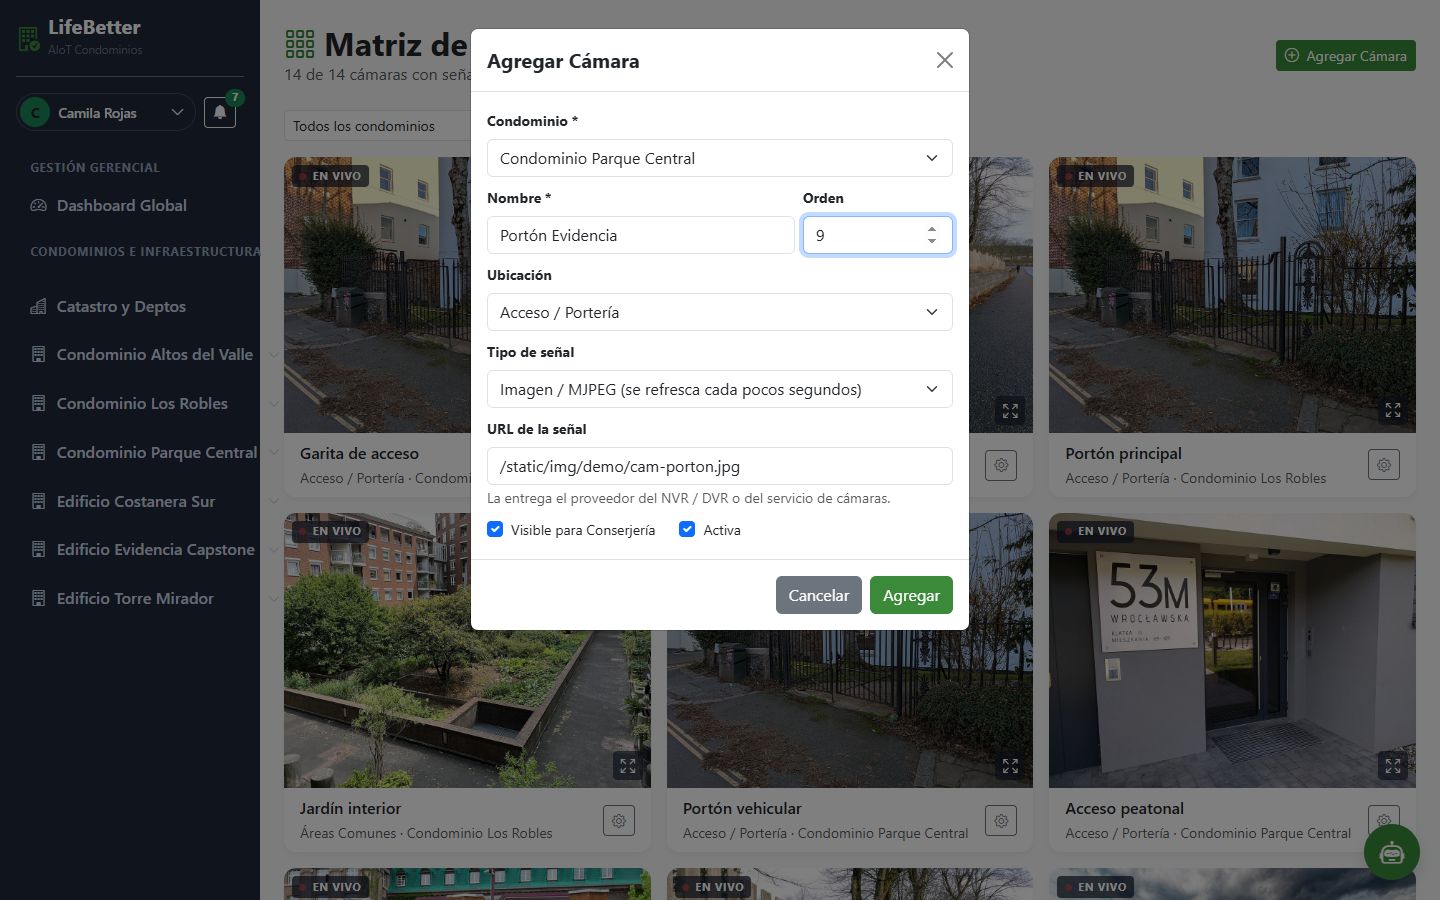 LifeBetter
AIoT Condominios
C
Camila Rojas
7
GESTIÓN GERENCIAL
Dashboard Global
CONDOMINIOS E INFRAESTRUCTURA
Catastro y Deptos
Condominio Altos del Valle
Condominio Los Robles
Condominio Parque Central
Edificio Costanera Sur
Edificio Evidencia Capstone
Edificio Torre Mirador
Matriz de
14 de 14 cámaras con seña
Agregar Cámara
Todos los condominios
Agregar Cámara
Condominio *
Condominio Parque Central
Nombre *
Orden
Portón Evidencia
9
Ubicación
Acceso / Portería
Tipo de señal
Imagen / MJPEG (se refresca cada pocos segundos)
URL de la señal
/static/img/demo/cam-porton.jpg
La entrega el proveedor del NVR / DVR o del servicio de cámaras.
Visible para Conserjería
Activa
Cancelar
Agregar
EN VIVO
EN VIVO
Garita de acceso
Acceso / Portería · Condomin
Portón principal
Acceso / Portería · Condominio Los Robles
EN VIVO
EN VIVO
53M
WROCŁAWSKA
Jardín interior
Áreas Comunes · Condominio Los Robles
Portón vehicular
Acceso / Portería · Condominio Parque Central
Acceso peatonal
Acceso / Portería · Condominio Parque Central
EN VIVO
EN VIVO
EN VIVO